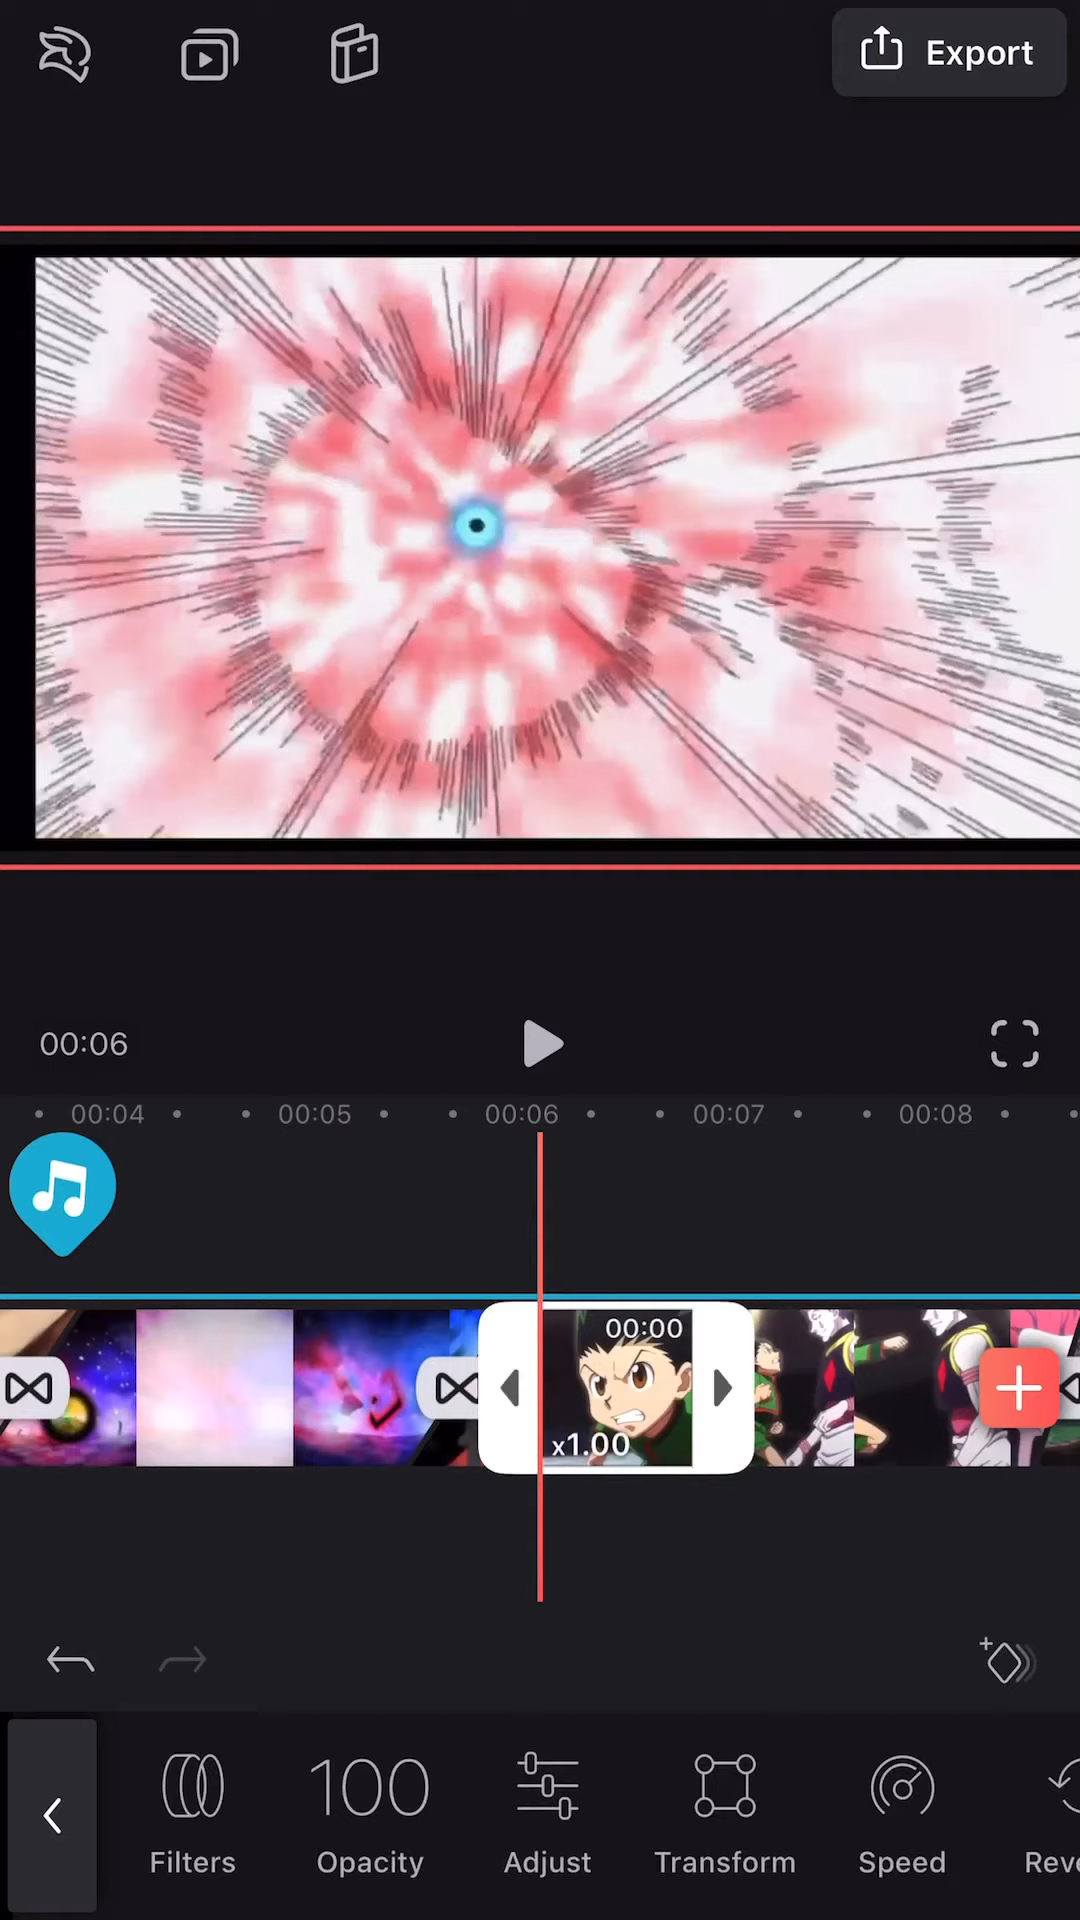 Export
00:06
00:04 00:05 00:06 00:07 00:08
00:00
x1.00
100
Filters Opacity Adjust Transform Speed Reve